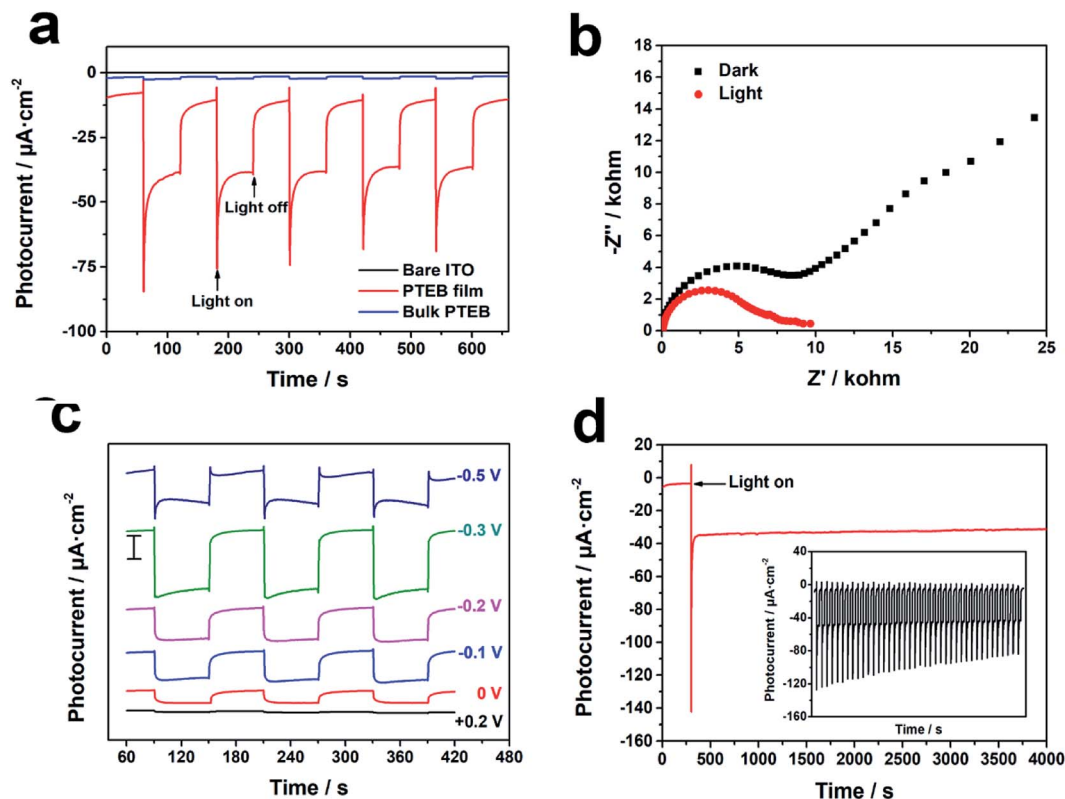 a
Photocurrent / μA·cm⁻²
0
-25
-50
-75
-100
Light off
Light on
Bare ITO
PTEB film
Bulk PTEB
0 100 200 300 400 500 600
Time / s
b
-Z'' / kohm
18
16
14
12
10
8
6
4
2
0
Dark
Light
0 5 10 15 20 25
Z' / kohm
c
Photocurrent / μA·cm⁻²
-0.5 V
-0.3 V
-0.2 V
-0.1 V
0 V
+0.2 V
60 120 180 240 300 360 420 480
Time / s
d
Photocurrent / μA·cm⁻²
20
0
-20
-40
-60
-80
-100
-120
-140
-160
Light on
Photocurrent / μA·cm⁻²
40
0
-40
-80
-120
-160
Time / s
0 500 1000 1500 2000 2500 3000 3500 4000
Time / s